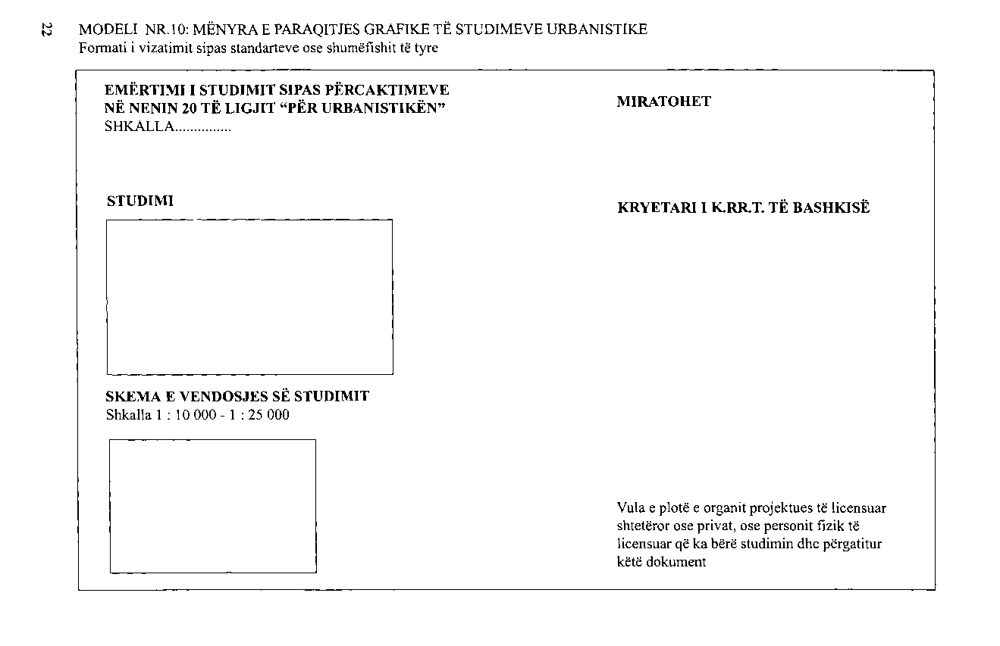 22
MODELI NR.10: MËNYRA E PARAQITJES GRAFIKE TË STUDIMEVE URBANISTIKE
Formati i vizatimit sipas standarteve ose shumëfishit të tyre
EMËRTIMI I STUDIMIT SIPAS PËRCAKTIMEVE
NË NENIN 20 TË LIGJIT “PËR URBANISTIKËN”
SHKALLA...............
MIRATOHET
STUDIMI
KRYETARI I K.RR.T. TË BASHKISË
SKEMA E VENDOSJES SË STUDIMIT
Shkalla 1 : 10 000 - 1 : 25 000
Vula e plotë e organit projektues të licensuar
shtetëror ose privat, ose personit fizik të
licensuar që ka bërë studimin dhe përgatitur
këtë dokument